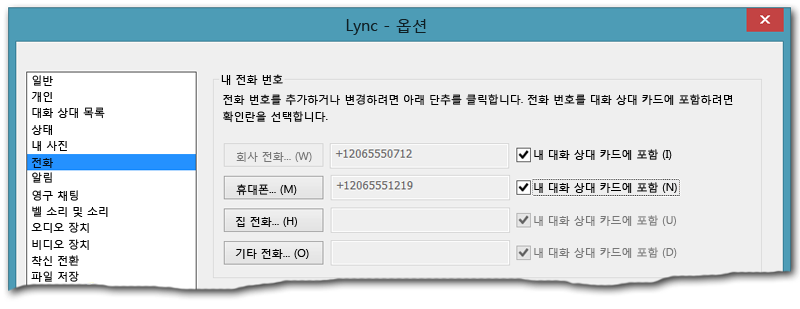 Lync - 옵션
일반
개인
대화 상대 목록
상태
내 사진
전화
알림
영구 채팅
벨 소리 및 소리
오디오 장치
비디오 장치
착신 전환
파일 저장
내 전화 번호
전화 번호를 추가하거나 변경하려면 아래 단추를 클릭합니다. 전화 번호를 대화 상대 카드에 포함하려면
확인란을 선택합니다.
회사 전화... (W) +12065550712 내 대화 상대 카드에 포함 (I)
휴대폰... (M) +12065551219 내 대화 상대 카드에 포함 (N)
집 전화... (H) 내 대화 상대 카드에 포함 (U)
기타 전화... (O) 내 대화 상대 카드에 포함 (D)